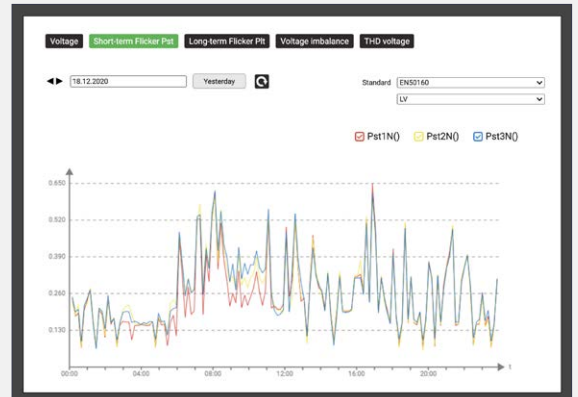 Voltage Short-term Flicker Pst Long-term Flicker Plt Voltage imbalance THD voltage
18.12.2020 Yesterday Standard EN50160
LV
Pst1N() Pst2N() Pst3N()
0.650
0.520
0.390
0.260
0.130
00:00 04:00 08:00 12:00 16:00 20:00 t